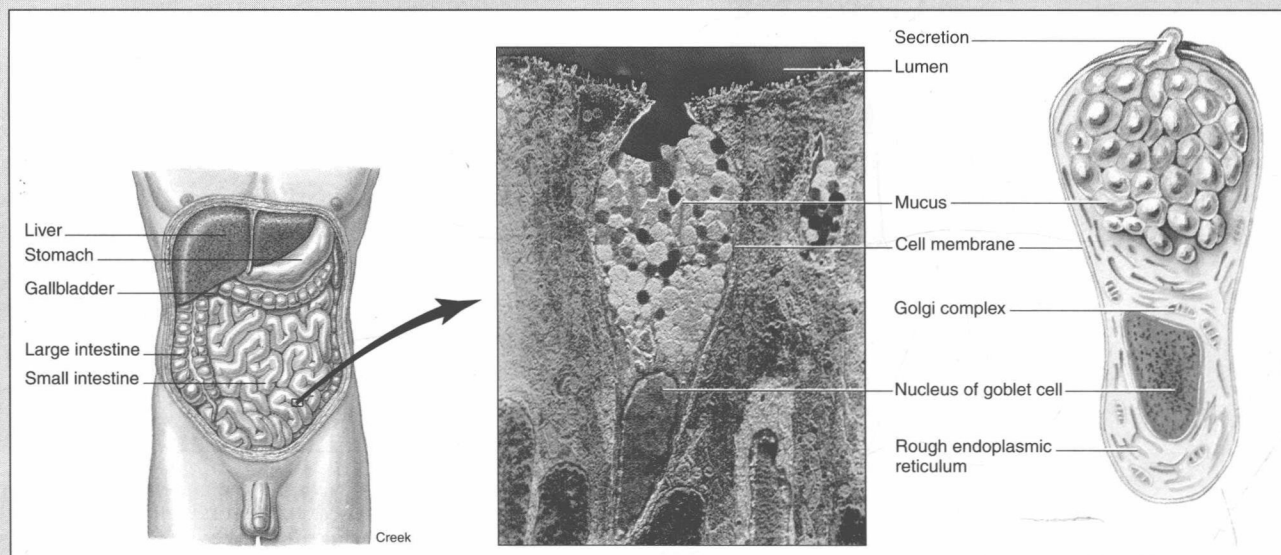 Liver
Stomach
Gallbladder
Large intestine
Small intestine
Creek
Secretion
Lumen
Mucus
Cell membrane
Golgi complex
Nucleus of goblet cell
Rough endoplasmic
reticulum